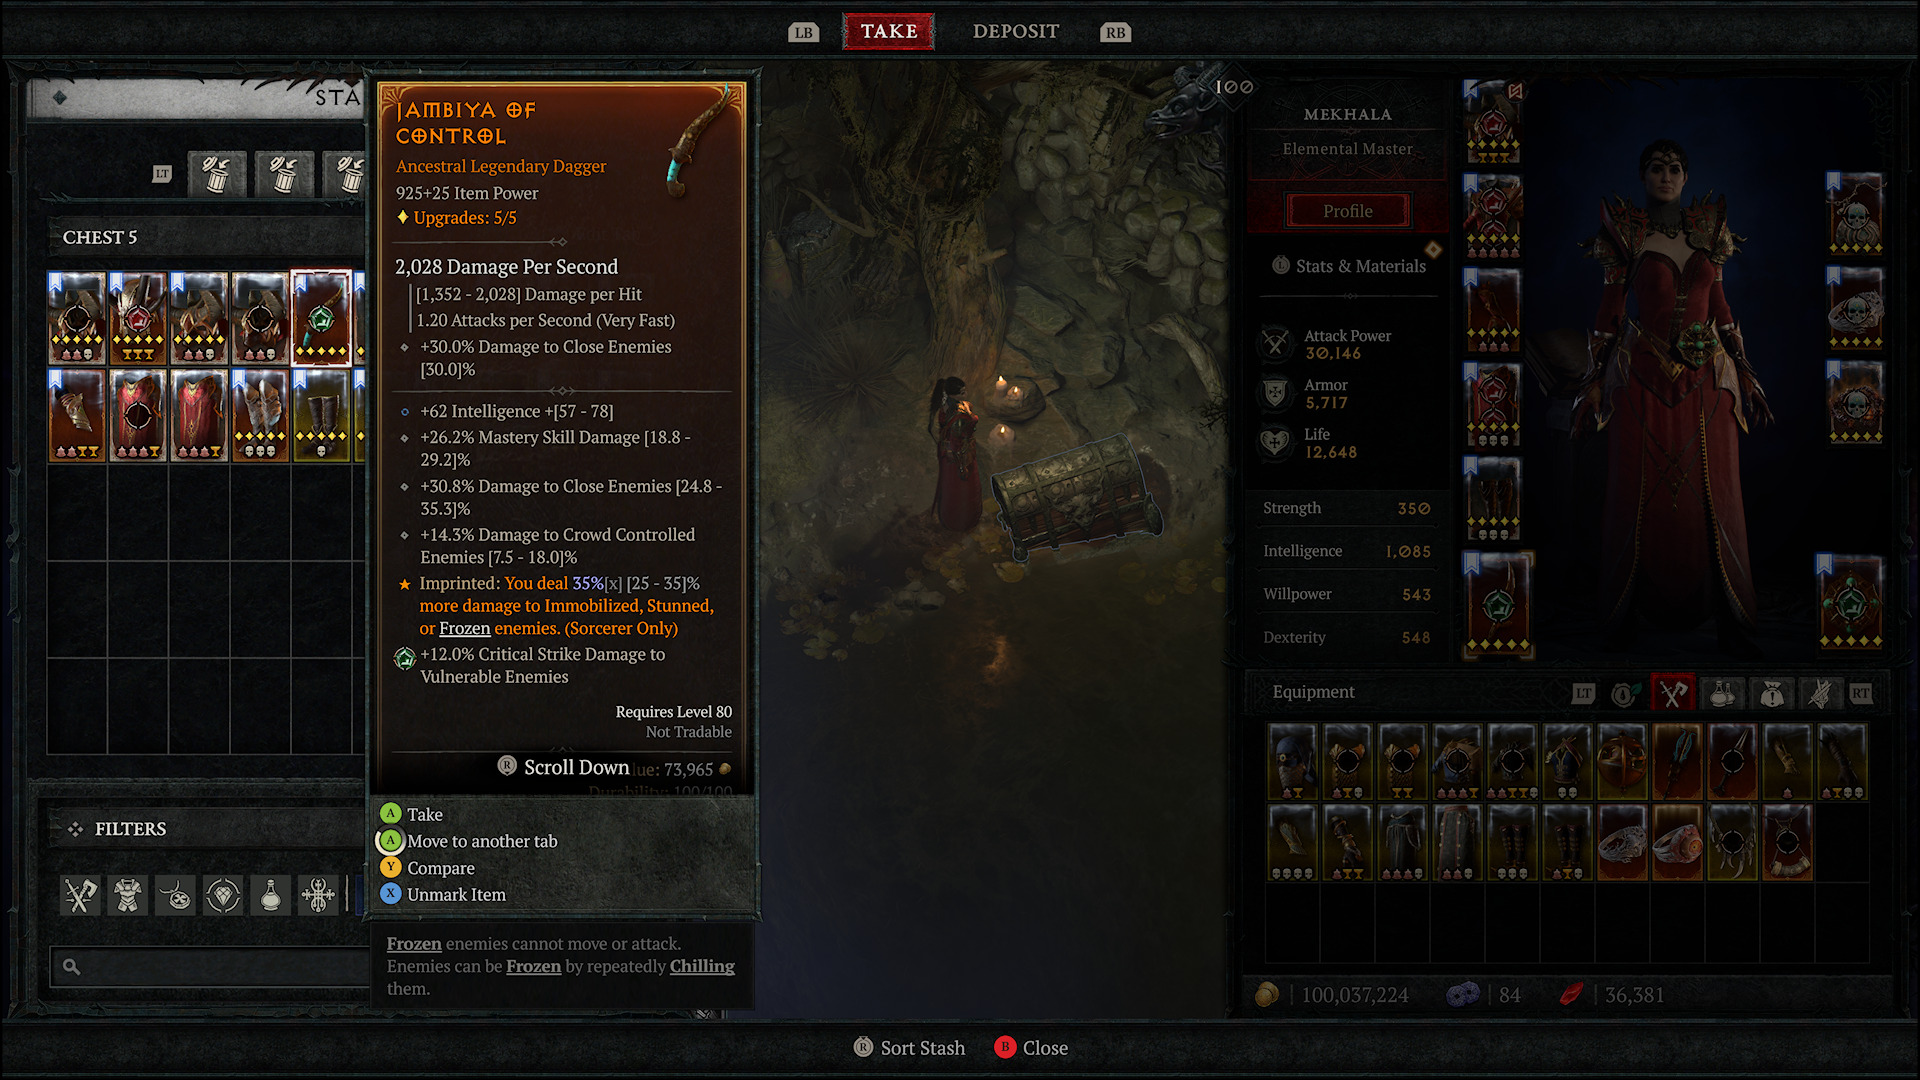 LB
TAKE
DEPOSIT
RB
STA
LT
CHEST 5
JAMBIYA OF
CONTROL
Ancestral Legendary Dagger
925+25 Item Power
Upgrades: 5/5
2,028 Damage Per Second
[1,352 - 2,028] Damage per Hit
1.20 Attacks per Second (Very Fast)
+30.0% Damage to Close Enemies
[30.0]%
+62 Intelligence +[57 - 78]
+26.2% Mastery Skill Damage [18.8 -
29.2]%
+30.8% Damage to Close Enemies [24.8 -
35.3]%
+14.3% Damage to Crowd Controlled
Enemies [7.5 - 18.0]%
Imprinted: You deal 35%[x] [25 - 35]%
more damage to Immobilized, Stunned,
or Frozen enemies. (Sorcerer Only)
+12.0% Critical Strike Damage to
Vulnerable Enemies
Requires Level 80
Not Tradable
R Scroll Down lue: 73,965
Durability: 100/100
A Take
A Move to another tab
Y Compare
X Unmark Item
Frozen enemies cannot move or attack.
Enemies can be Frozen by repeatedly Chilling
them.
FILTERS
100
MEKHALA
Elemental Master
Profile
L Stats & Materials
Attack Power
30,146
Armor
5,717
Life
12,648
Strength 350
Intelligence 1,085
Willpower 543
Dexterity 548
Equipment
LT
RT
100,037,224
84
36,381
R Sort Stash
B Close